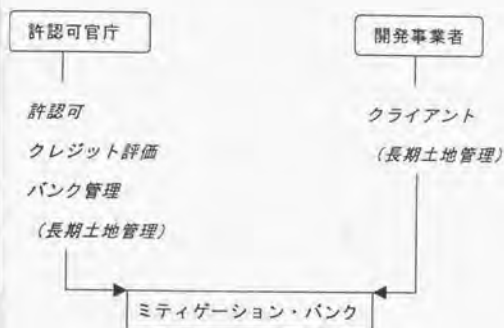 許認可官庁
許認可
クレジット評価
バンク管理
(長期土地管理)
開発事業者
クライアント
(長期土地管理)
ミティゲーション・バンク